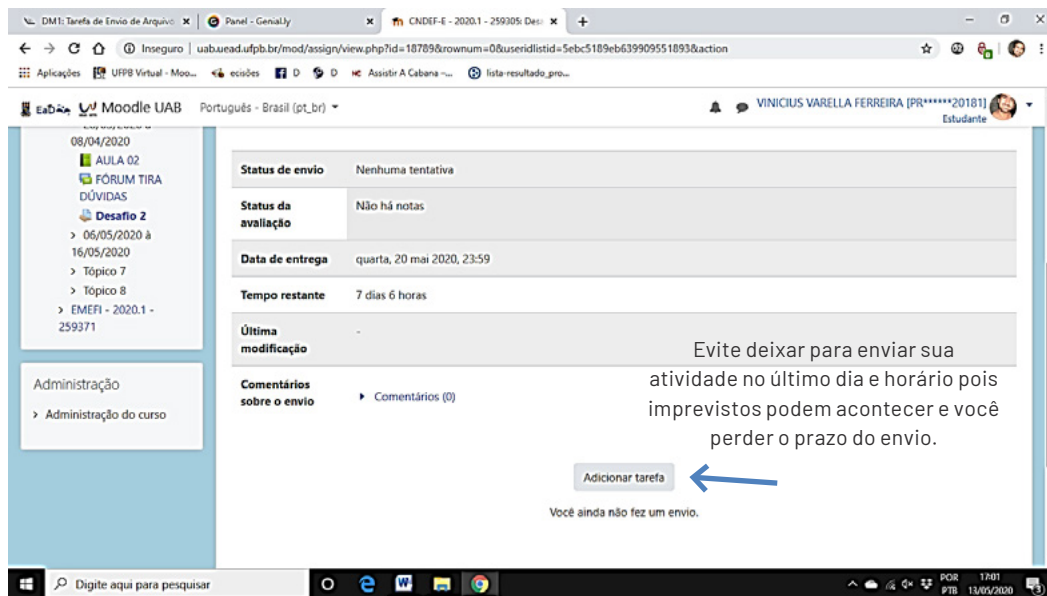 DM1: Tarefa de Envio de Arquivo
Panel - Genial.ly
CNDEF-E - 2020.1 - 259305: Des
Inseguro | uab.uead.ufpb.br/mod/assign/view.php?id=18789&rownum=0&useridlistid=5ebc5189eb639909551893&action
Aplicações
UFPB Virtual - Moo...
ecisões
D
D
Assistir A Cabana –...
lista-resultado_pro...
EaD
Moodle UAB
Português - Brasil (pt_br)
VINICIUS VARELLA FERREIRA [PR******20181]
Estudante
08/04/2020
AULA 02
FÓRUM TIRA
DÚVIDAS
Desafio 2
06/05/2020 à
16/05/2020
Tópico 7
Tópico 8
EMEFI - 2020.1 -
259371
Administração
Administração do curso
Status de envio
Nenhuma tentativa
Status da
avaliação
Não há notas
Data de entrega
quarta, 20 mai 2020, 23:59
Tempo restante
7 dias 6 horas
Última
modificação
-
Comentários
sobre o envio
Comentários (0)
Evite deixar para enviar sua
atividade no último dia e horário pois
imprevistos podem acontecer e você
perder o prazo do envio.
Adicionar tarefa
Você ainda não fez um envio.
Digite aqui para pesquisar
POR
PTB
17:01
13/05/2020